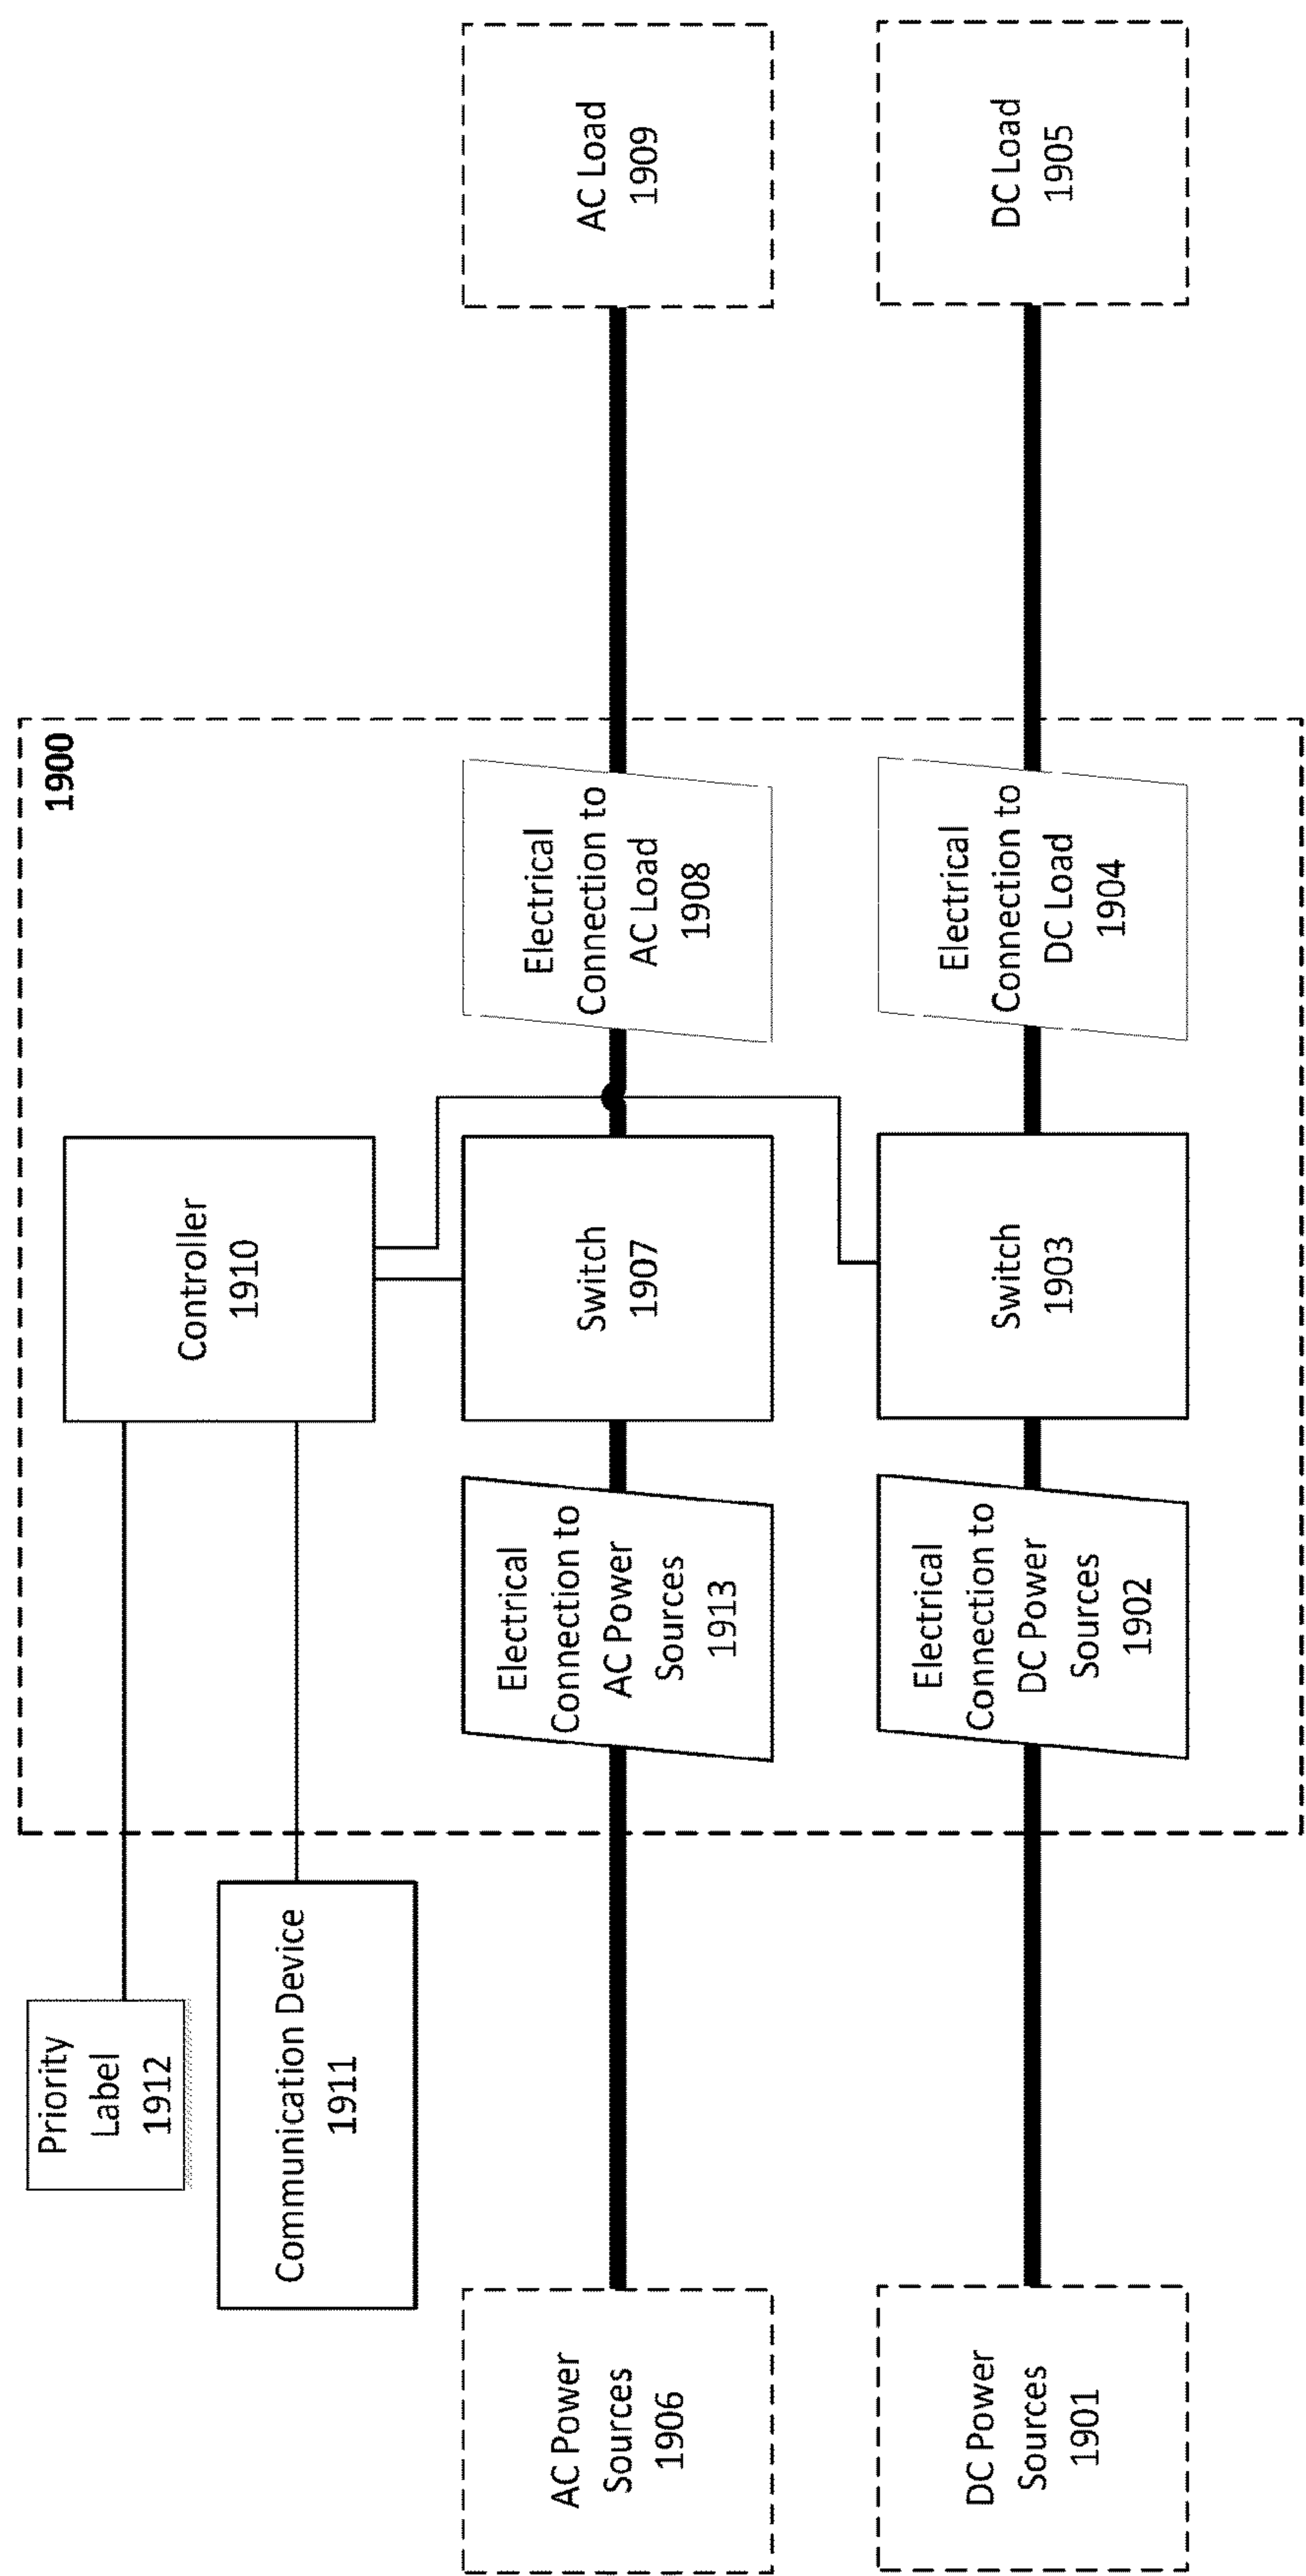 1900
Priority
Label
1912
Controller
1910
Communication Device
1911
AC Power
Sources
1906
Electrical
Connection to
AC Power
Sources
1913
Switch
1907
Electrical
Connection to
AC Load
1908
AC Load
1909
DC Power
Sources
1901
Electrical
Connection to
DC Power
Sources
1902
Switch
1903
Electrical
Connection to
DC Load
1904
DC Load
1905